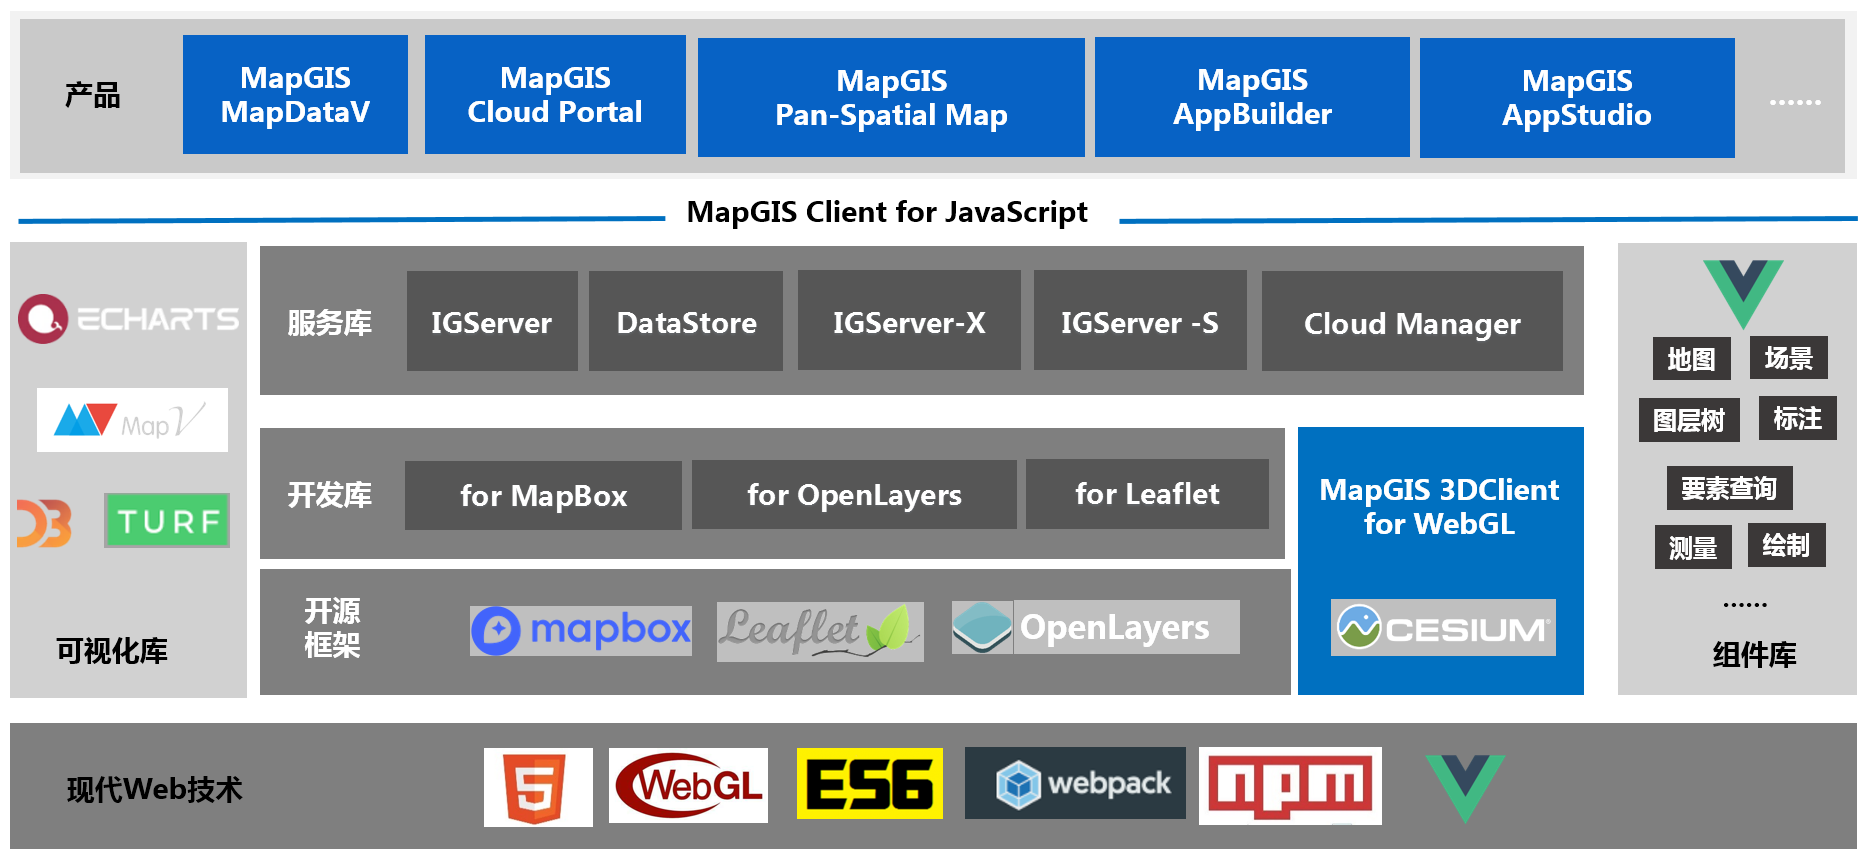 产品
MapGIS
MapDataV
MapGIS
Cloud Portal
MapGIS
Pan-Spatial Map
MapGIS
AppBuilder
MapGIS
AppStudio
......
MapGIS Client for JavaScript
ECHARTS
MapV
D3
TURF
可视化库
服务库
IGServer
DataStore
IGServer-X
IGServer -S
Cloud Manager
开发库
for MapBox
for OpenLayers
for Leaflet
MapGIS 3DClient
for WebGL
开源
框架
mapbox
Leaflet
OpenLayers
CESIUM
地图
场景
图层树
标注
要素查询
测量
绘制
......
组件库
现代Web技术
5
WebGL
ES6
webpack
npm